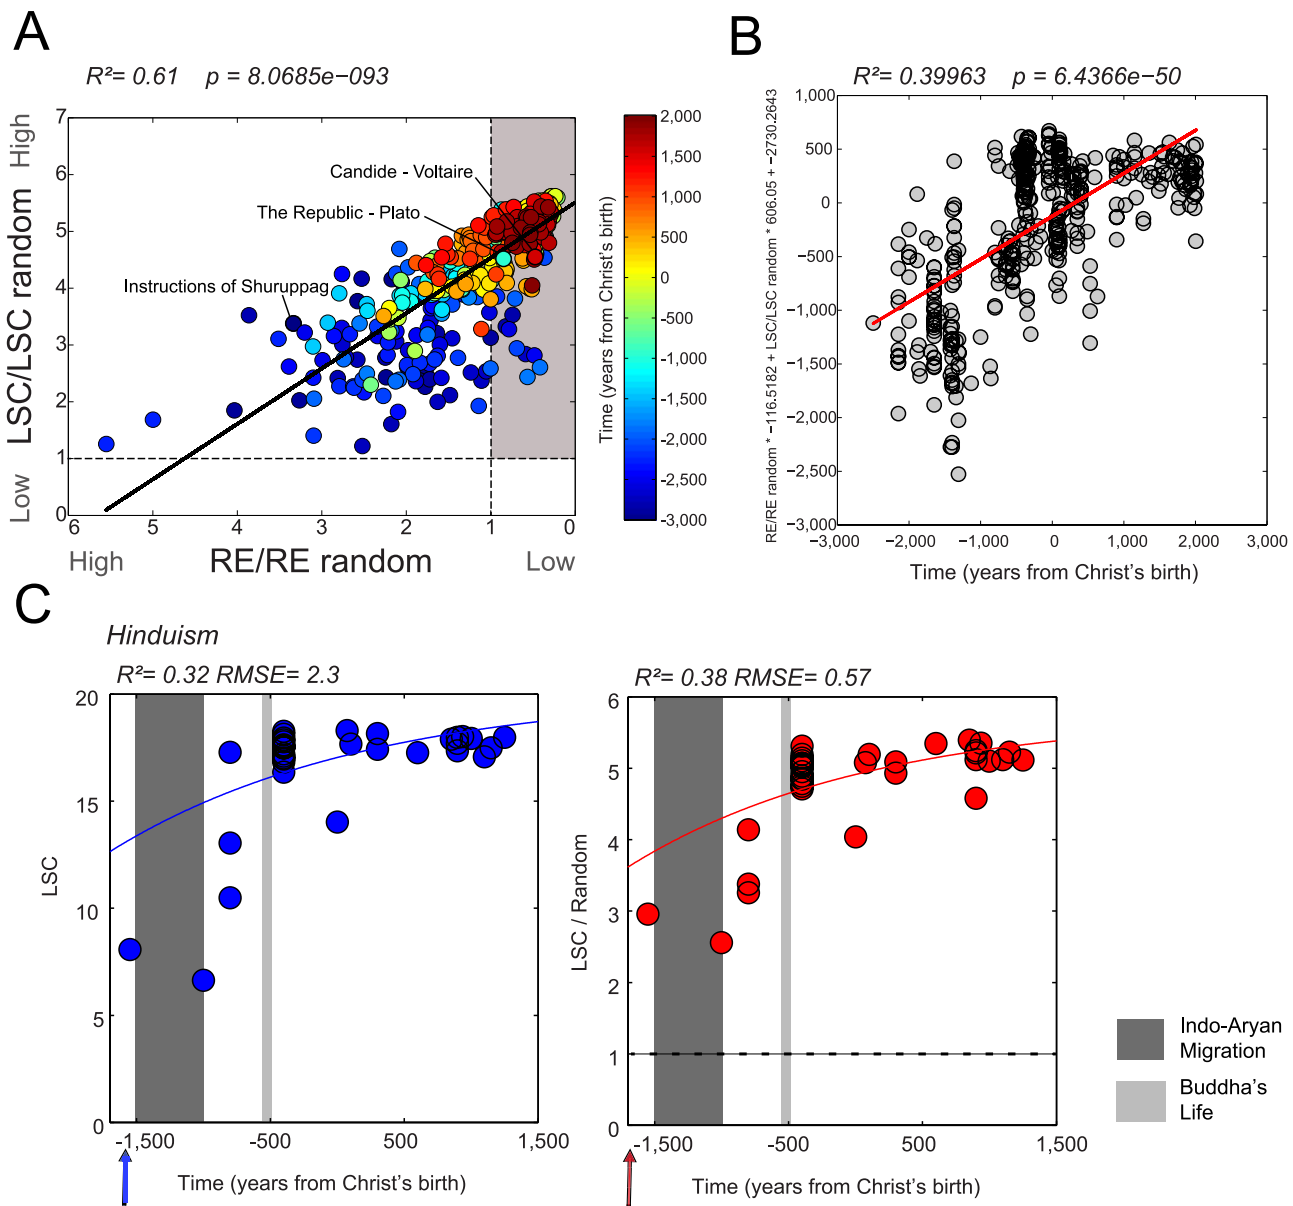 A
R²= 0.61 p = 8.0685e−093
High
LSC/LSC random
Low
7
6
5
4
3
2
1
0
Candide - Voltaire
The Republic - Plato
Instructions of Shuruppag
6 5 4 3 2 1 0
High RE/RE random Low
2,000
1,500
1,000
500
0
-500
-1,000
-1,500
-2,000
-2,500
-3,000
Time (years from Christ's birth)
B
R²= 0.39963 p = 6.4366e−50
RE/RE random * −116.5182 + LSC/LSC random * 606.05 + −2730.2643
1,000
500
0
−500
−1,000
−1,500
−2,000
−2,500
−3,000
−3,000 −2,000 −1,000 0 1,000 2,000 3,000
Time (years from Christ's birth)
C
Hinduism
R²= 0.32 RMSE= 2.3
LSC
20
15
10
5
0
-1,500 -500 500 1,500
Time (years from Christ's birth)
R²= 0.38 RMSE= 0.57
LSC / Random
6
5
4
3
2
1
0
-1,500 -500 500 1,500
Time (years from Christ's birth)
Indo-Aryan
Migration
Buddha's
Life